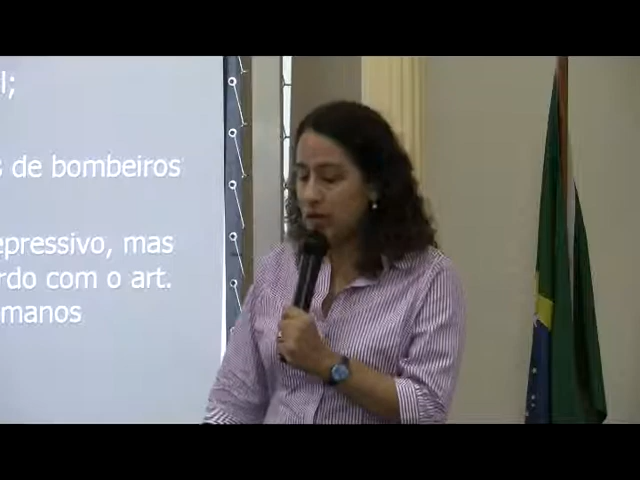 l;
s de bombeiros
epressivo, mas
rdo com o art.
manos